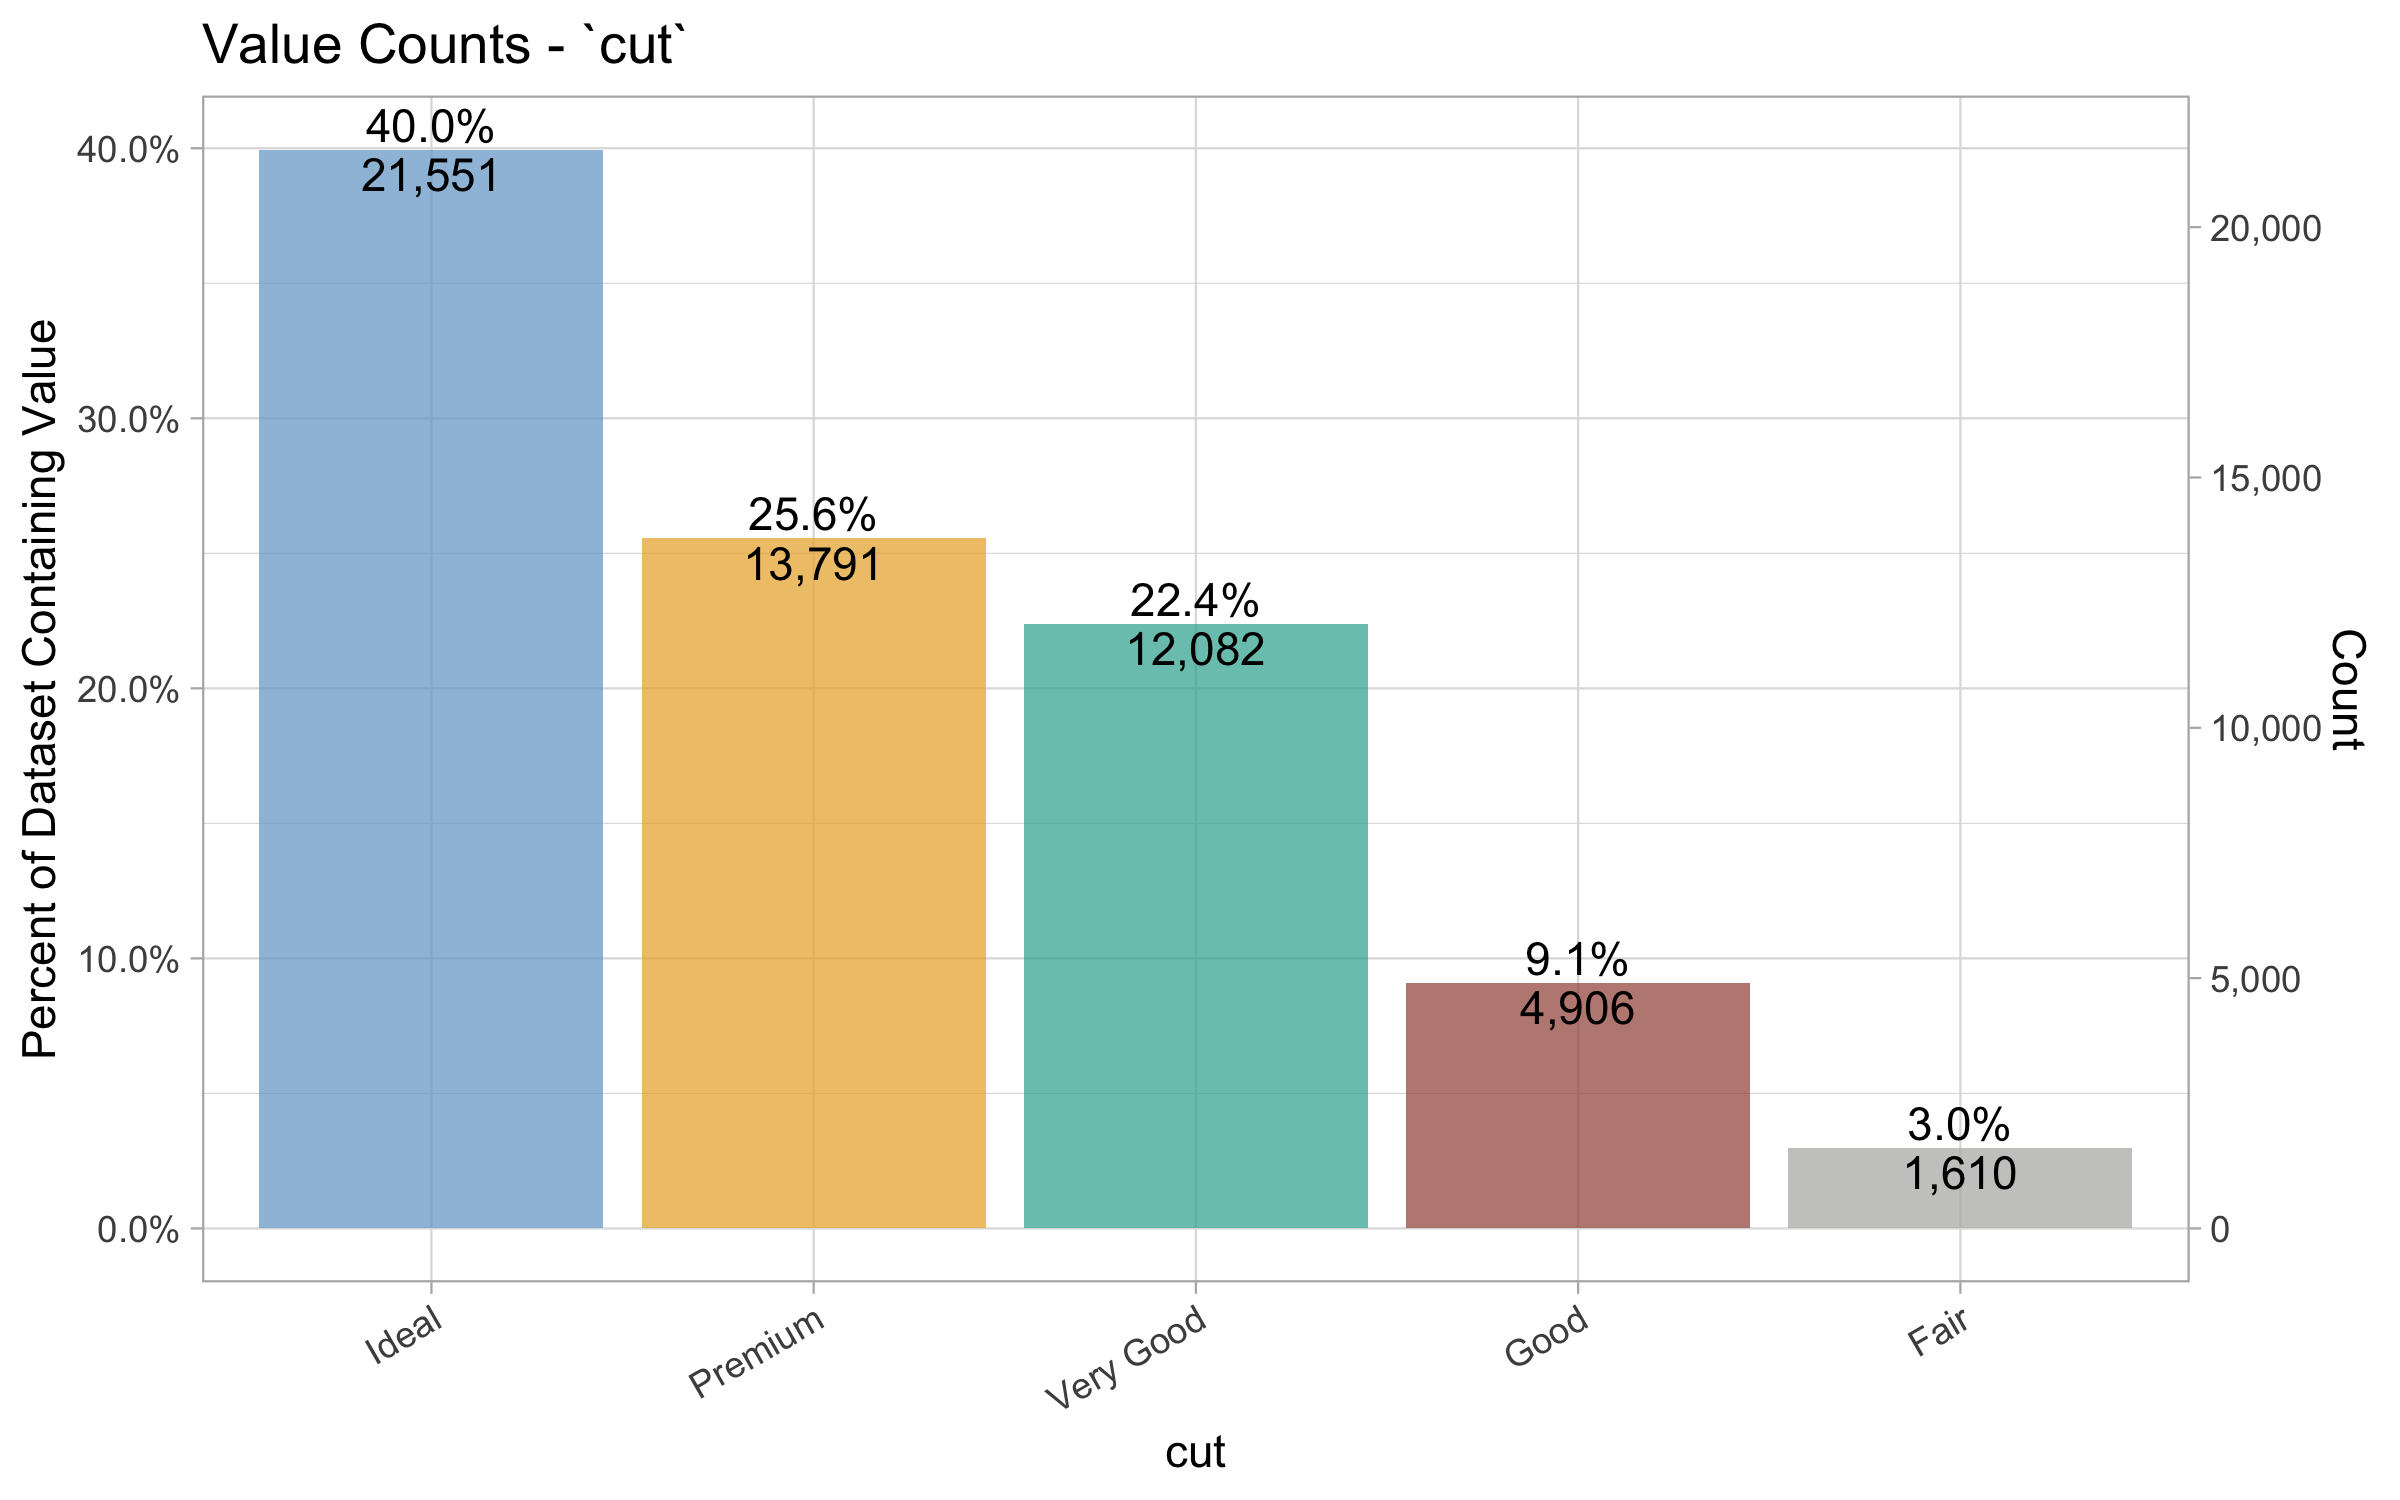 Value Counts - `cut`
Percent of Dataset Containing Value
40.0%
30.0%
20.0%
10.0%
0.0%
40.0%
21,551
25.6%
13,791
22.4%
12,082
9.1%
4,906
3.0%
1,610
20,000
15,000
10,000
5,000
0
Count
Ideal
Premium
Very Good
Good
Fair
cut